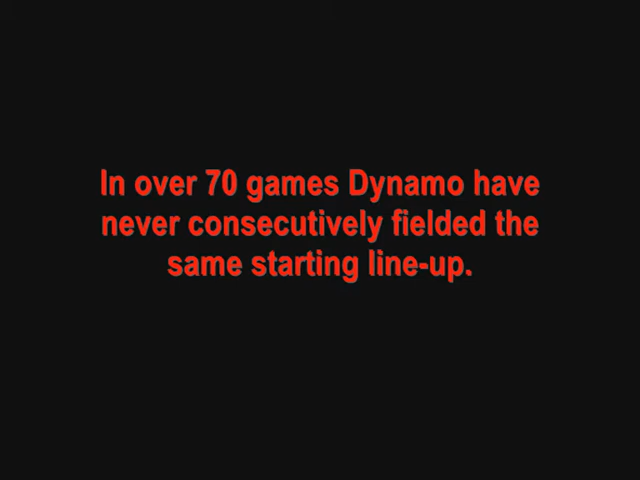 In over 70 games Dynamo have
never consecutively fielded the
same starting line-up.